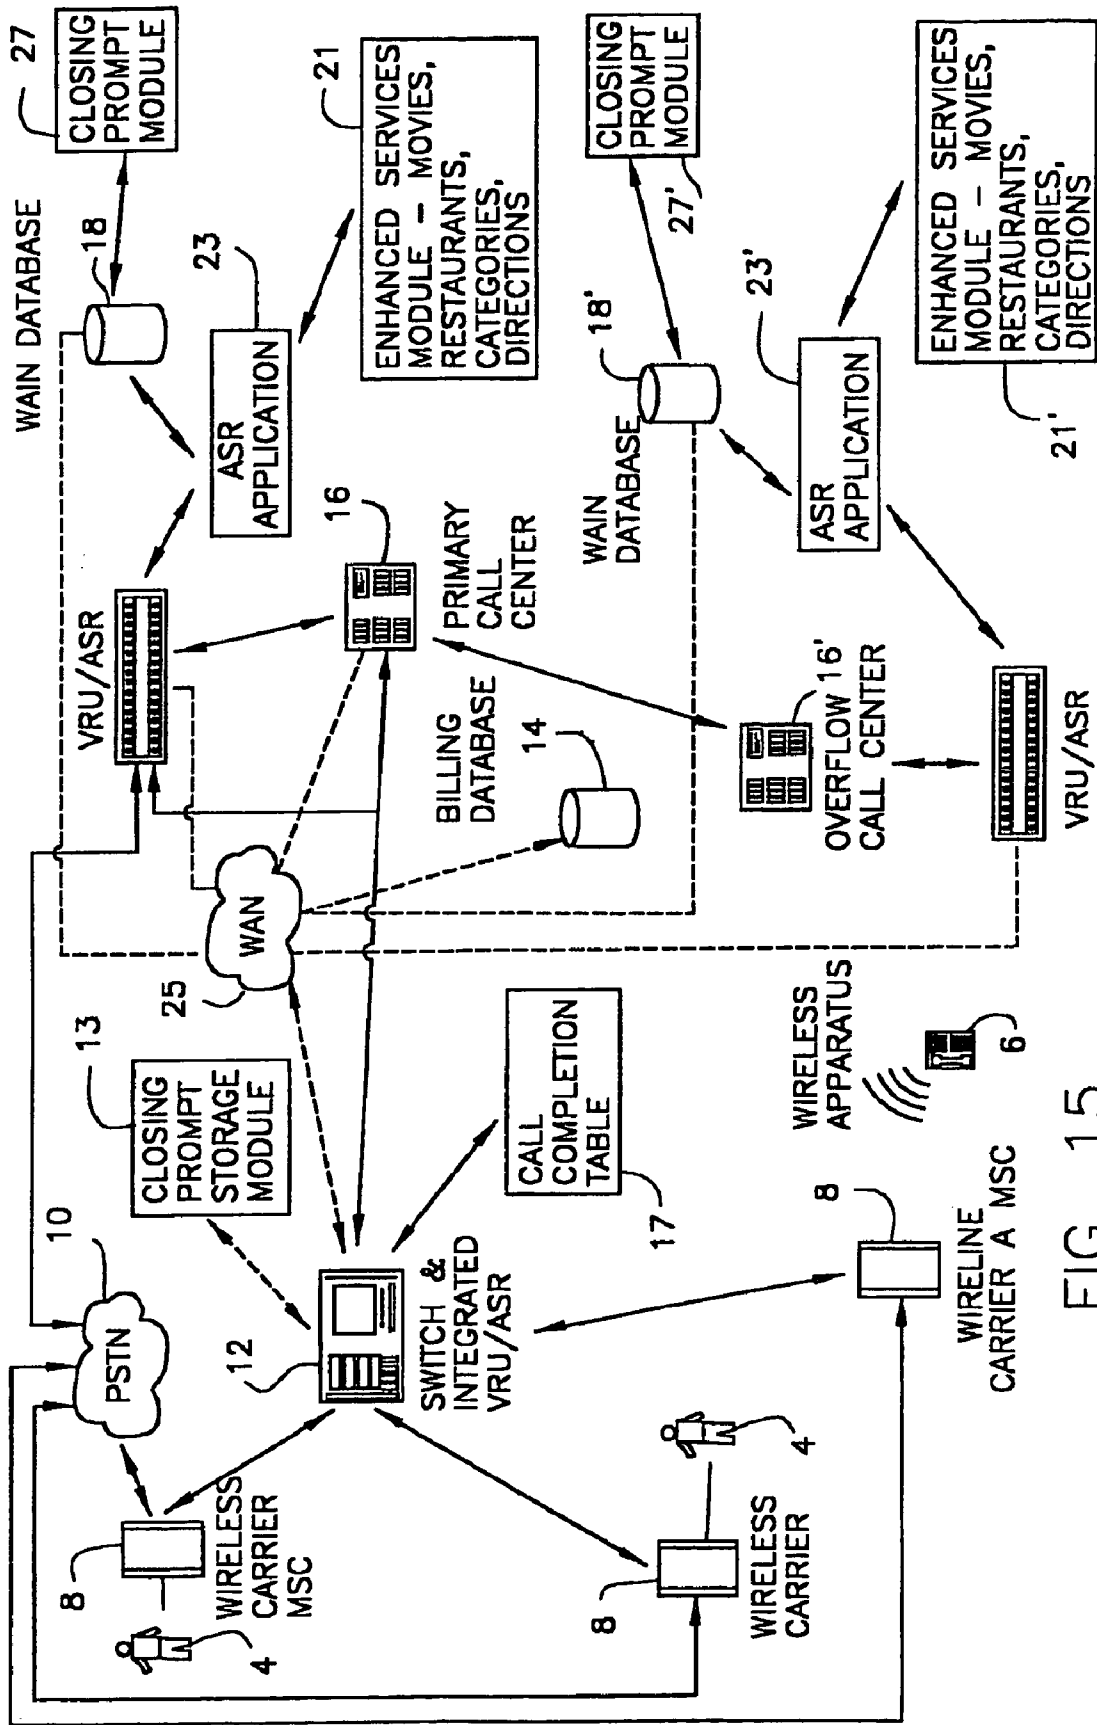 WAIN DATABASE
18
27
CLOSING
PROMPT
MODULE
VRU/ASR
23
ASR
APPLICATION
21
ENHANCED SERVICES
MODULE – MOVIES,
RESTAURANTS,
CATEGORIES,
DIRECTIONS
10
PSTN
13
CLOSING
PROMPT
STORAGE
MODULE
25
WAN
16
PRIMARY
CALL
CENTER
BILLING
DATABASE
14
8
WIRELESS
CARRIER
MSC
4
12
SWITCH &
INTEGRATED
VRU/ASR
CALL
COMPLETION
TABLE
17
WAIN
DATABASE
18'
CLOSING
PROMPT
MODULE
27'
23'
ASR
APPLICATION
ENHANCED SERVICES
MODULE – MOVIES,
RESTAURANTS,
CATEGORIES,
DIRECTIONS
21'
OVERFLOW 16'
CALL CENTER
VRU/ASR
8
WIRELESS
CARRIER
4
8
WIRELINE
CARRIER A MSC
WIRELESS
APPARATUS
6
FIG. 15